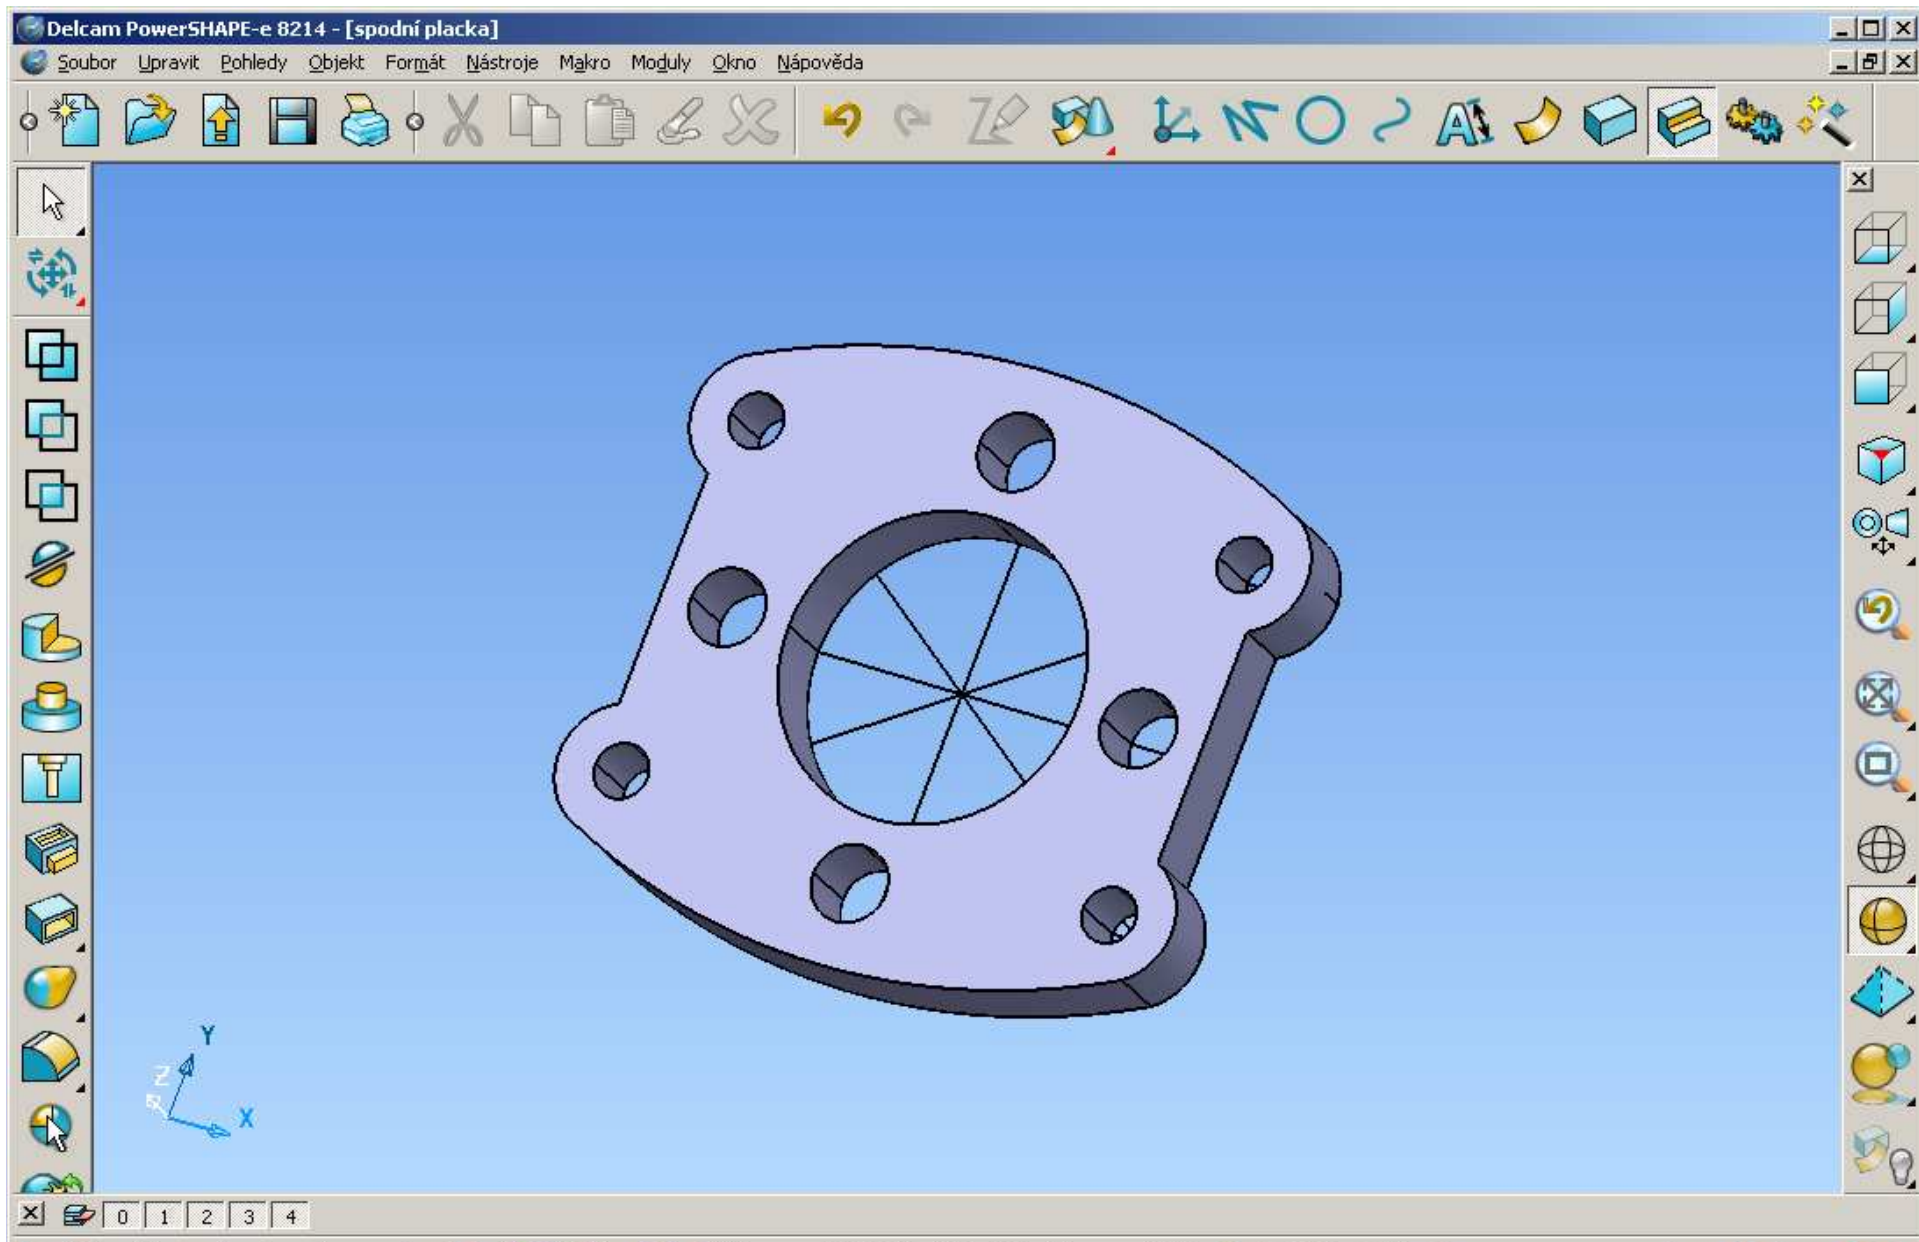 Delcam PowerSHAPE-e 8214 - [spodní placka]
Soubor Upravit Pohledy Objekt Formát Nástroje Makro Moduly Okno Nápověda
Y
Z
X
0 1 2 3 4